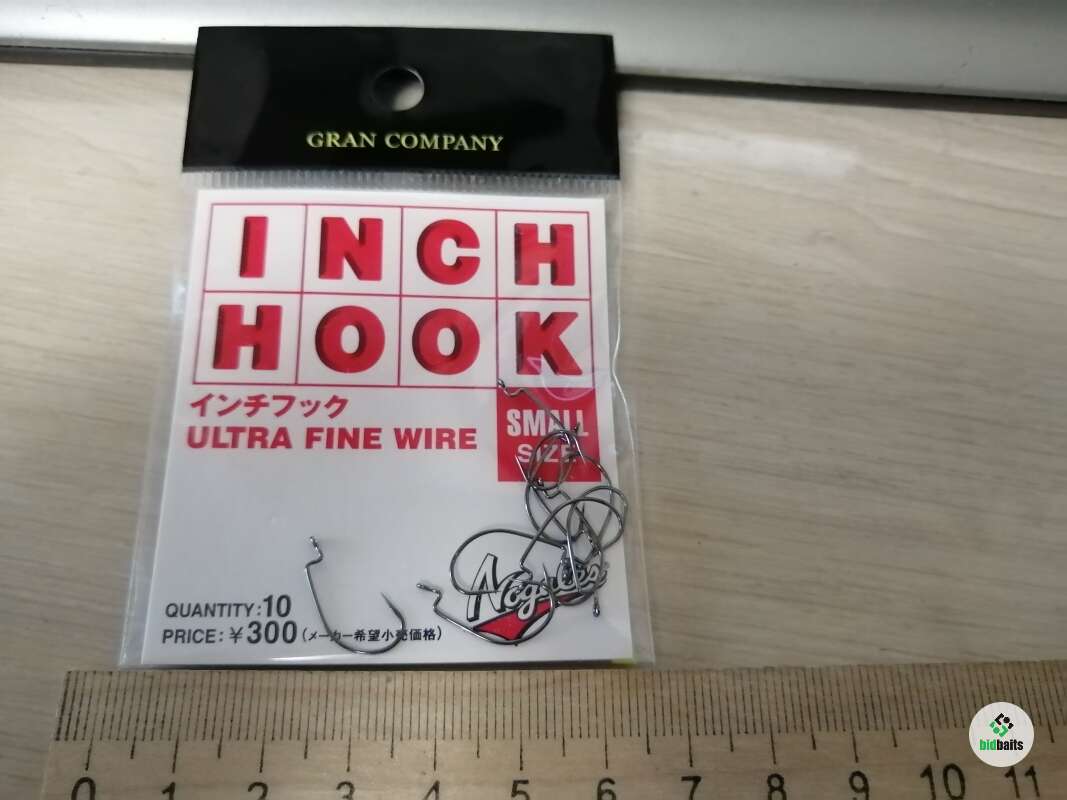 GRAN COMPANY
INCH
HOOK
インチフック
ULTRA FINE WIRE
SMALL
SIZE
Nogales
QUANTITY:10
PRICE:¥300(メーカー希望小売価格)
0 1 2 3 4 5 6 7 8 9 10 11
bidbaits